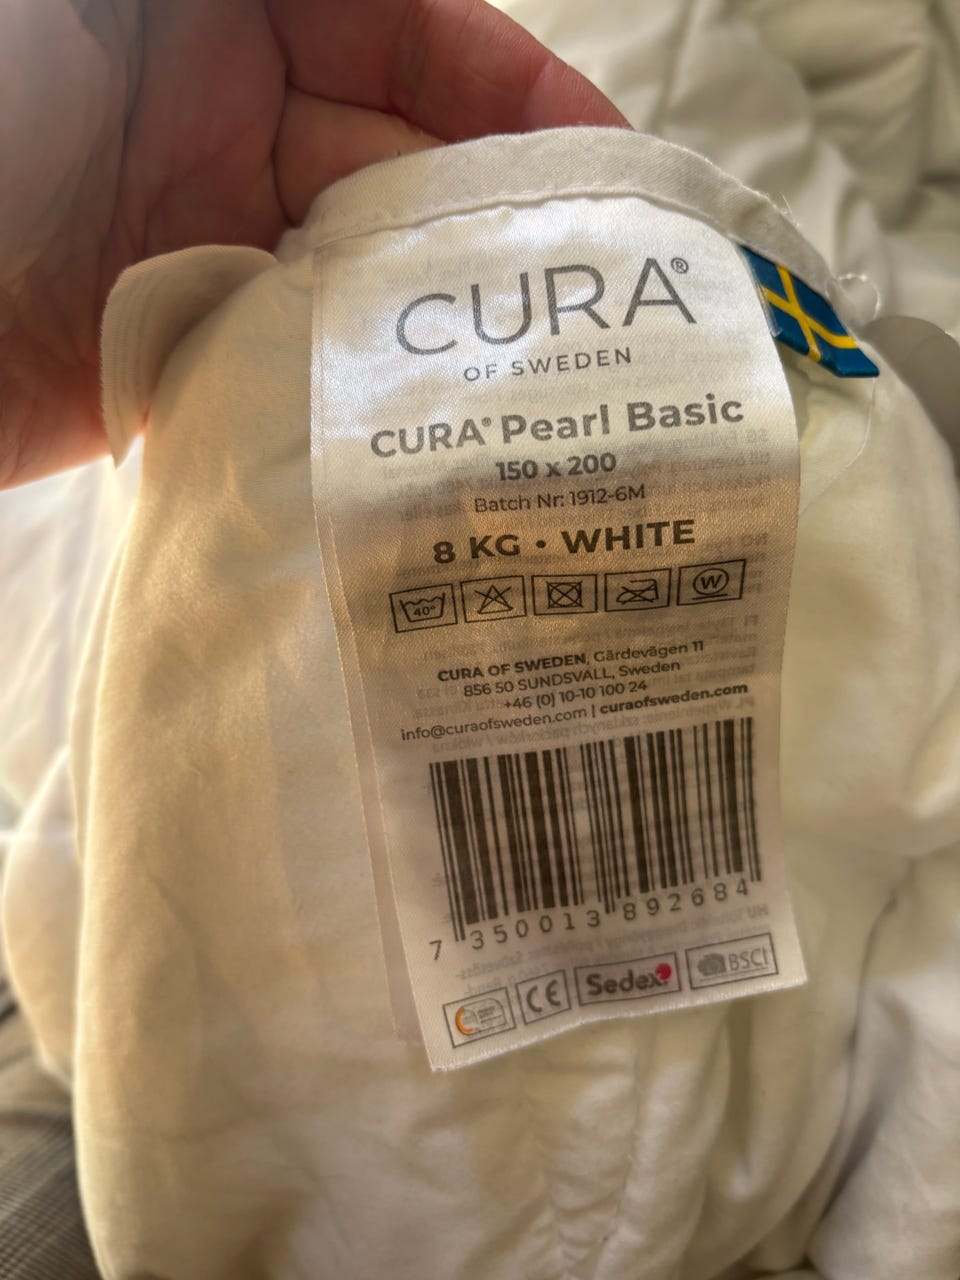 CURA®
OF SWEDEN
CURA® Pearl Basic
150 x 200
Batch Nr: 1912-6M
8 KG • WHITE
40°
W
CURA OF SWEDEN, Gärdevägen 11
856 50 SUNDSVALL, Sweden
+46 (0) 10-10 100 24
info@curaofsweden.com | curaofsweden.com
7 350013 892684
CE Sedex BSCI